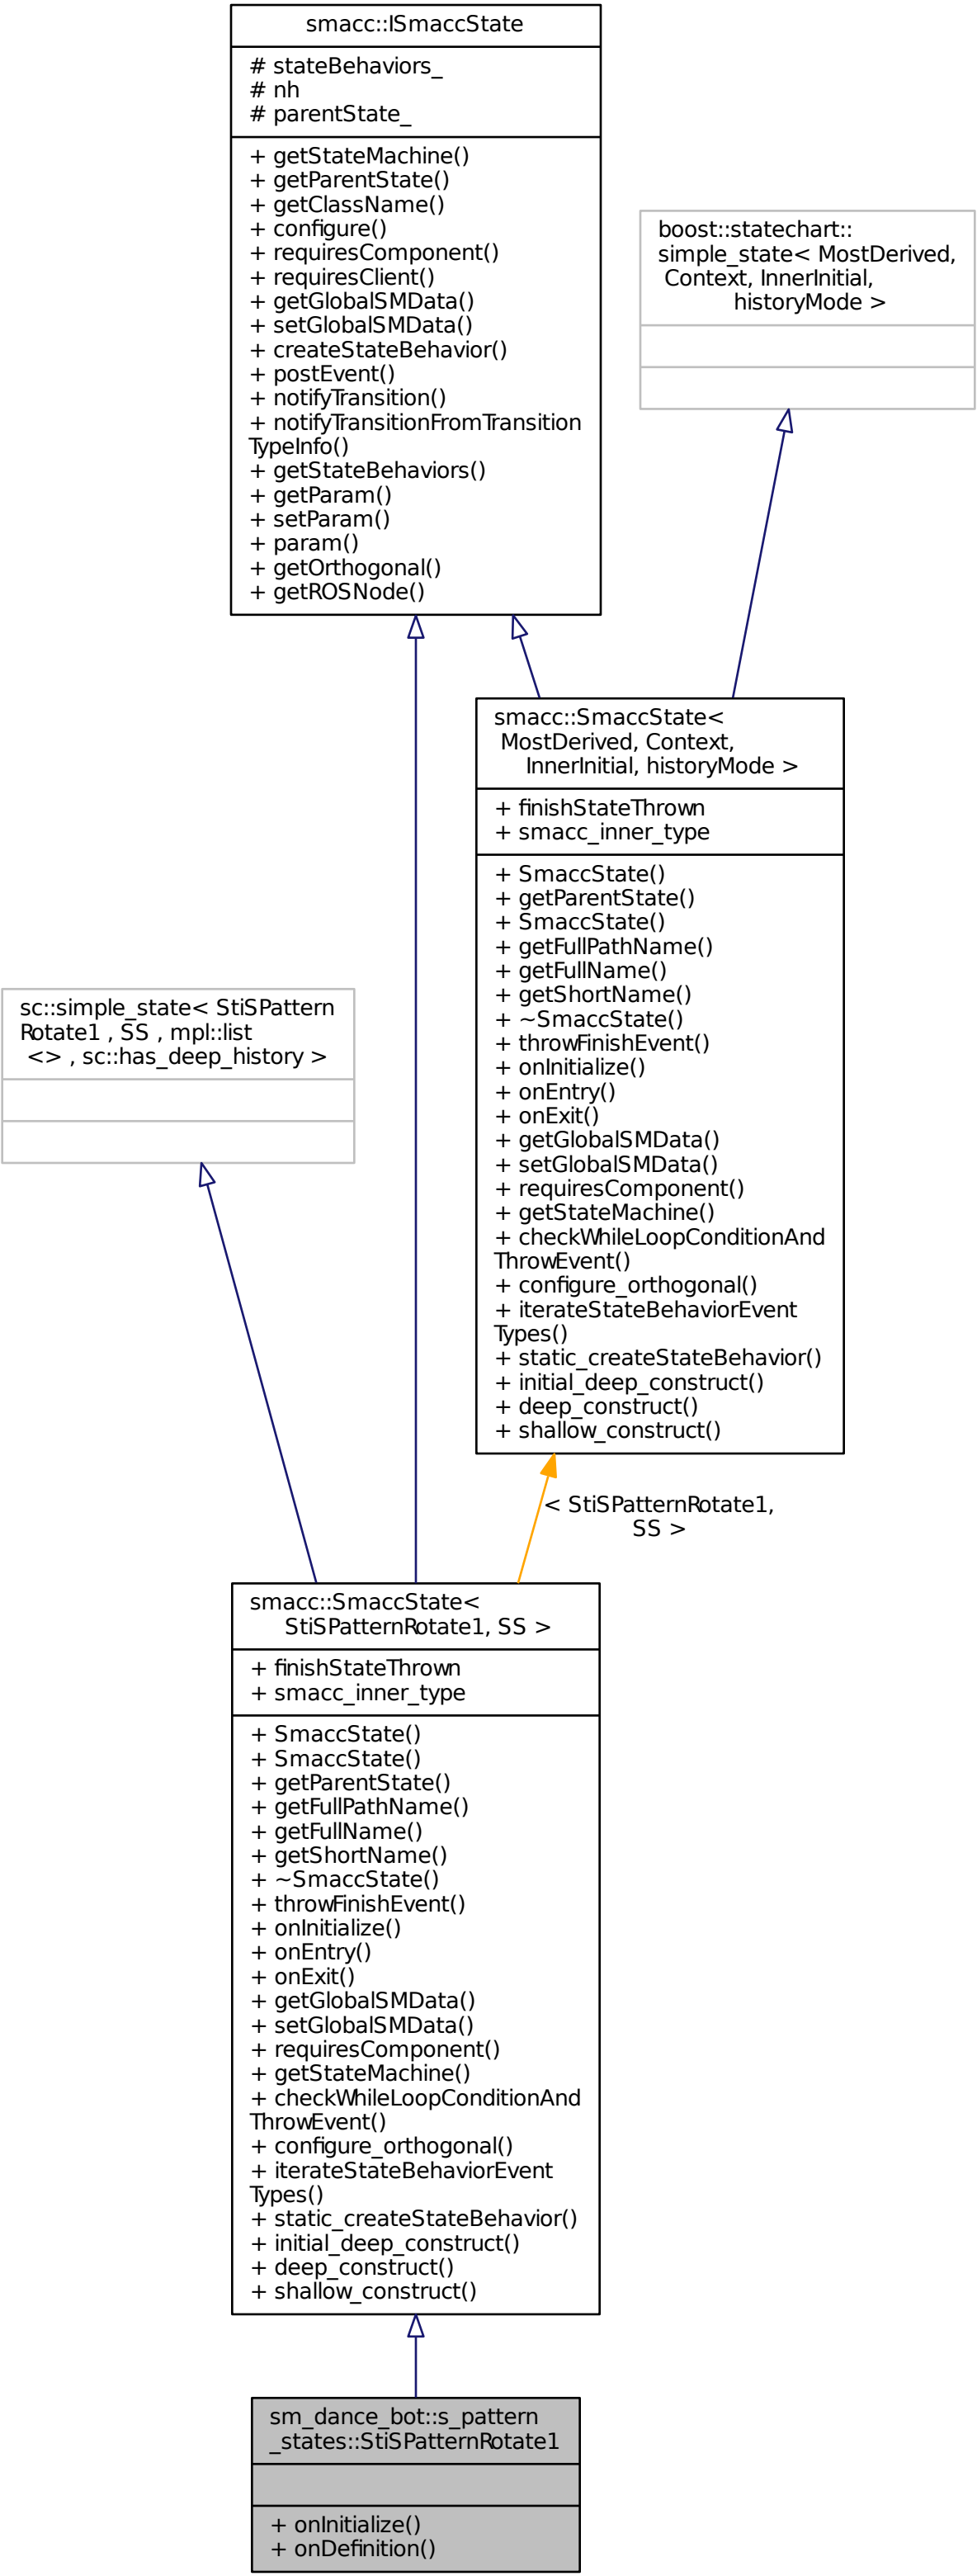 smacc::ISmaccState
# stateBehaviors_
# nh
# parentState_
+ getStateMachine()
+ getParentState()
+ getClassName()
+ configure()
+ requiresComponent()
+ requiresClient()
+ getGlobalSMData()
+ setGlobalSMData()
+ createStateBehavior()
+ postEvent()
+ notifyTransition()
+ notifyTransitionFromTransition
TypeInfo()
+ getStateBehaviors()
+ getParam()
+ setParam()
+ param()
+ getOrthogonal()
+ getROSNode()
boost::statechart::
simple_state< MostDerived,
Context, InnerInitial,
historyMode >
smacc::SmaccState<
MostDerived, Context,
InnerInitial, historyMode >
+ finishStateThrown
+ smacc_inner_type
+ SmaccState()
+ getParentState()
+ SmaccState()
+ getFullPathName()
+ getFullName()
+ getShortName()
+ ~SmaccState()
+ throwFinishEvent()
+ onInitialize()
+ onEntry()
+ onExit()
+ getGlobalSMData()
+ setGlobalSMData()
+ requiresComponent()
+ getStateMachine()
+ checkWhileLoopConditionAnd
ThrowEvent()
+ configure_orthogonal()
+ iterateStateBehaviorEvent
Types()
+ static_createStateBehavior()
+ initial_deep_construct()
+ deep_construct()
+ shallow_construct()
sc::simple_state< StiSPattern
Rotate1 , SS , mpl::list
<> , sc::has_deep_history >
< StiSPatternRotate1,
SS >
smacc::SmaccState<
StiSPatternRotate1, SS >
+ finishStateThrown
+ smacc_inner_type
+ SmaccState()
+ SmaccState()
+ getParentState()
+ getFullPathName()
+ getFullName()
+ getShortName()
+ ~SmaccState()
+ throwFinishEvent()
+ onInitialize()
+ onEntry()
+ onExit()
+ getGlobalSMData()
+ setGlobalSMData()
+ requiresComponent()
+ getStateMachine()
+ checkWhileLoopConditionAnd
ThrowEvent()
+ configure_orthogonal()
+ iterateStateBehaviorEvent
Types()
+ static_createStateBehavior()
+ initial_deep_construct()
+ deep_construct()
+ shallow_construct()
sm_dance_bot::s_pattern
_states::StiSPatternRotate1
+ onInitialize()
+ onDefinition()